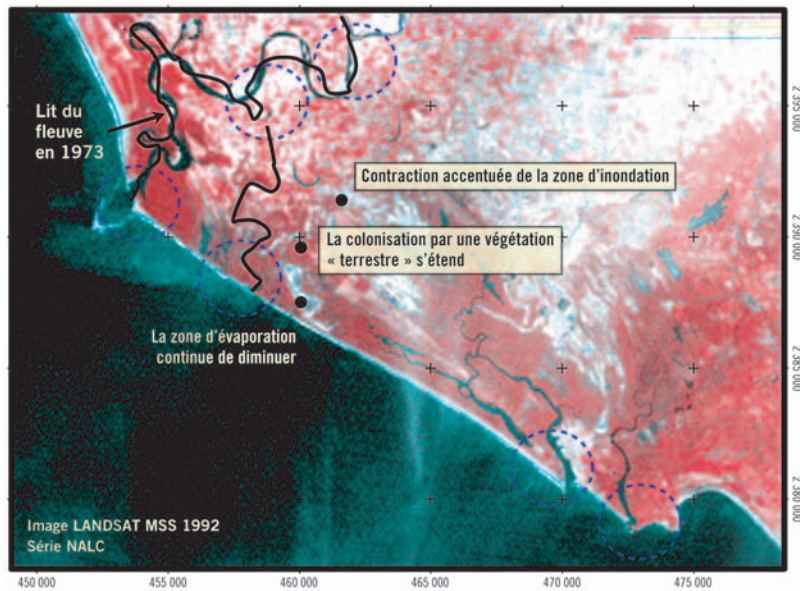 Lit du
fleuve
en 1973
Contraction accentuée de la zone d'inondation
La colonisation par une végétation
« terrestre » s'étend
La zone d'évaporation
continue de diminuer
Image LANDSAT MSS 1992
Série NALC
2 395 000
2 390 000
2 385 000
2 380 000
450 000
455 000
460 000
465 000
470 000
475 000